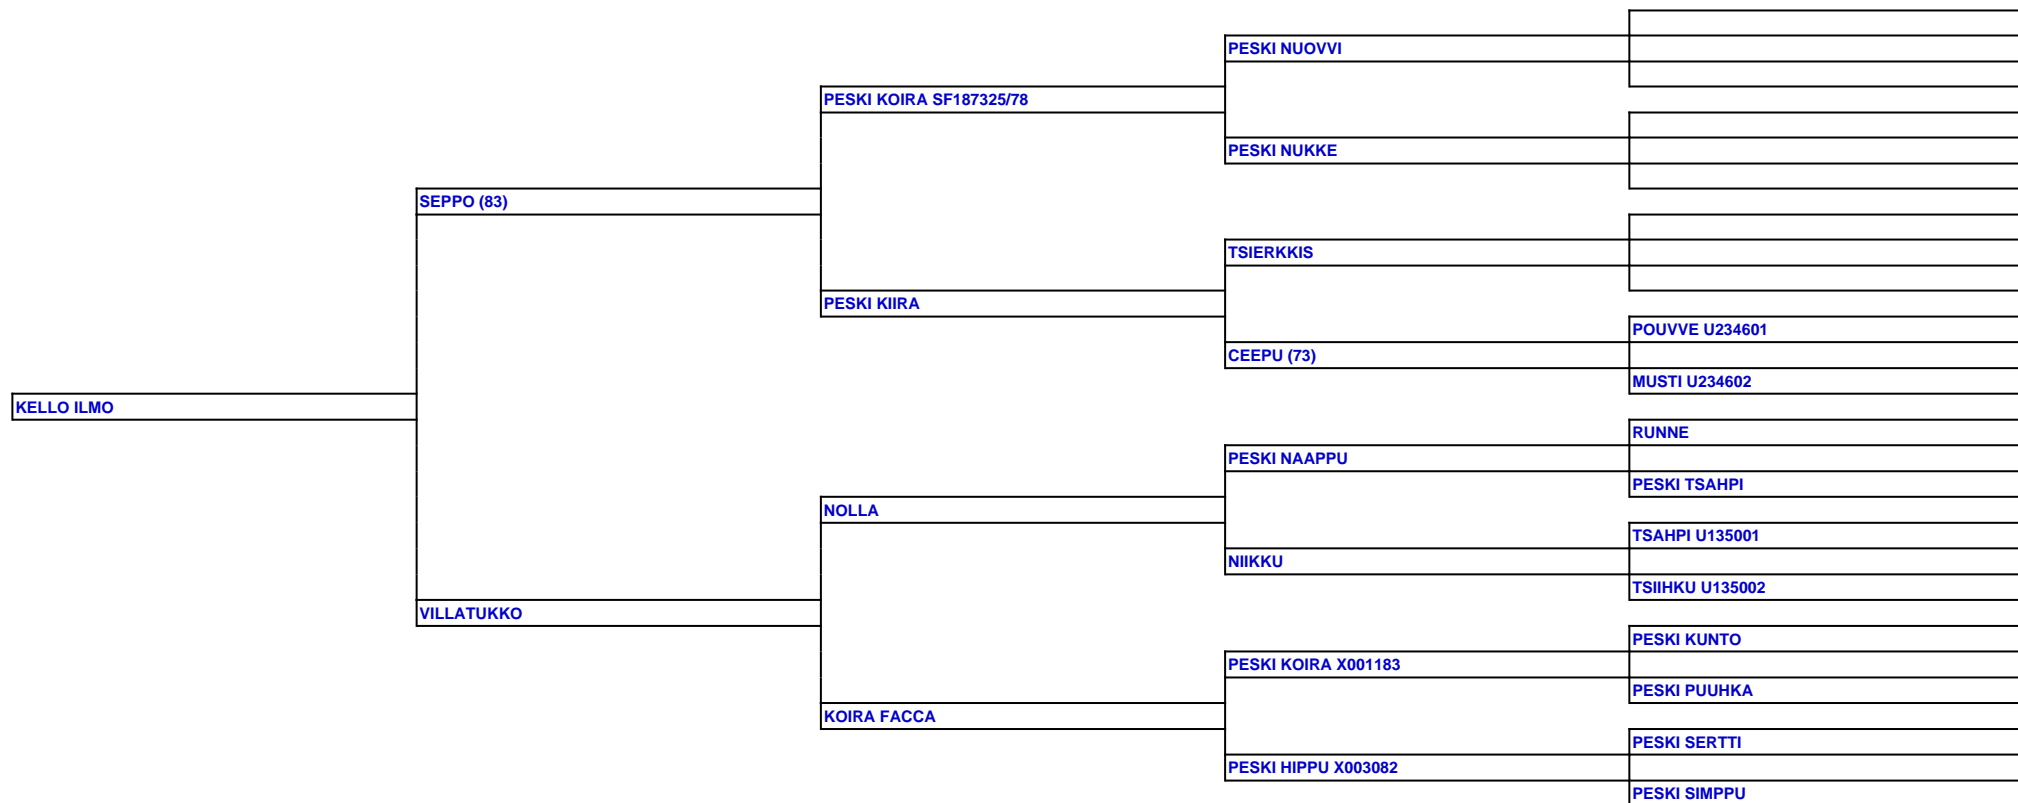 PESKI NUOVVI
PESKI KOIRA SF187325/78
PESKI NUKKE
SEPPO (83)
TSIERKKIS
PESKI KIIRA
POUVVE U234601
CEEPU (73)
MUSTI U234602
KELLO ILMO
RUNNE
PESKI NAAPPU
PESKI TSAHPI
NOLLA
TSAHPI U135001
NIIKKU
TSIIHKU U135002
VILLATUKKO
PESKI KUNTO
PESKI KOIRA X001183
PESKI PUUHKA
KOIRA FACCA
PESKI SERTTI
PESKI HIPPU X003082
PESKI SIMPPU